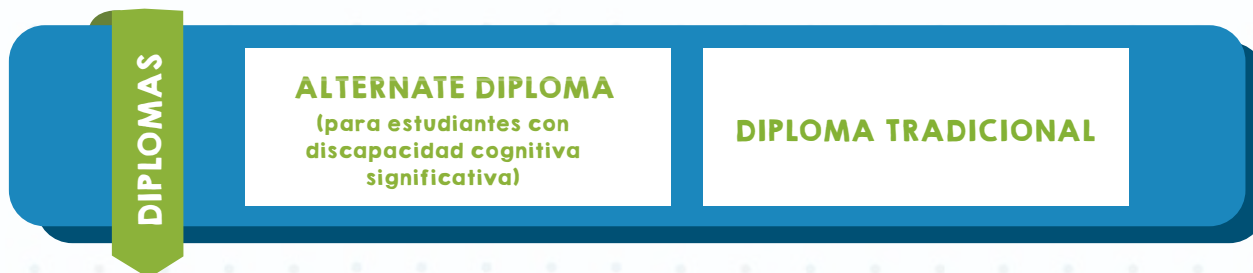 DIPLOMAS
ALTERNATE DIPLOMA
(para estudiantes con
discapacidad cognitiva
significativa)
DIPLOMA TRADICIONAL